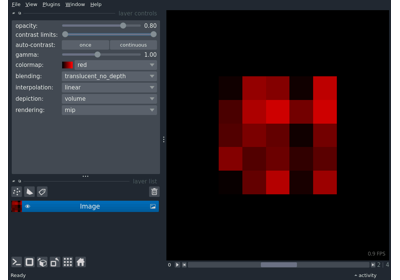 File View Plugins Window Help
layer controls
opacity: 0.80
contrast limits:
auto-contrast: once continuous
gamma: 1.00
colormap: red
blending: translucent_no_depth
interpolation: linear
depiction: volume
rendering: mip
layer list
Image
0.9 FPS
0 2 4
Ready activity